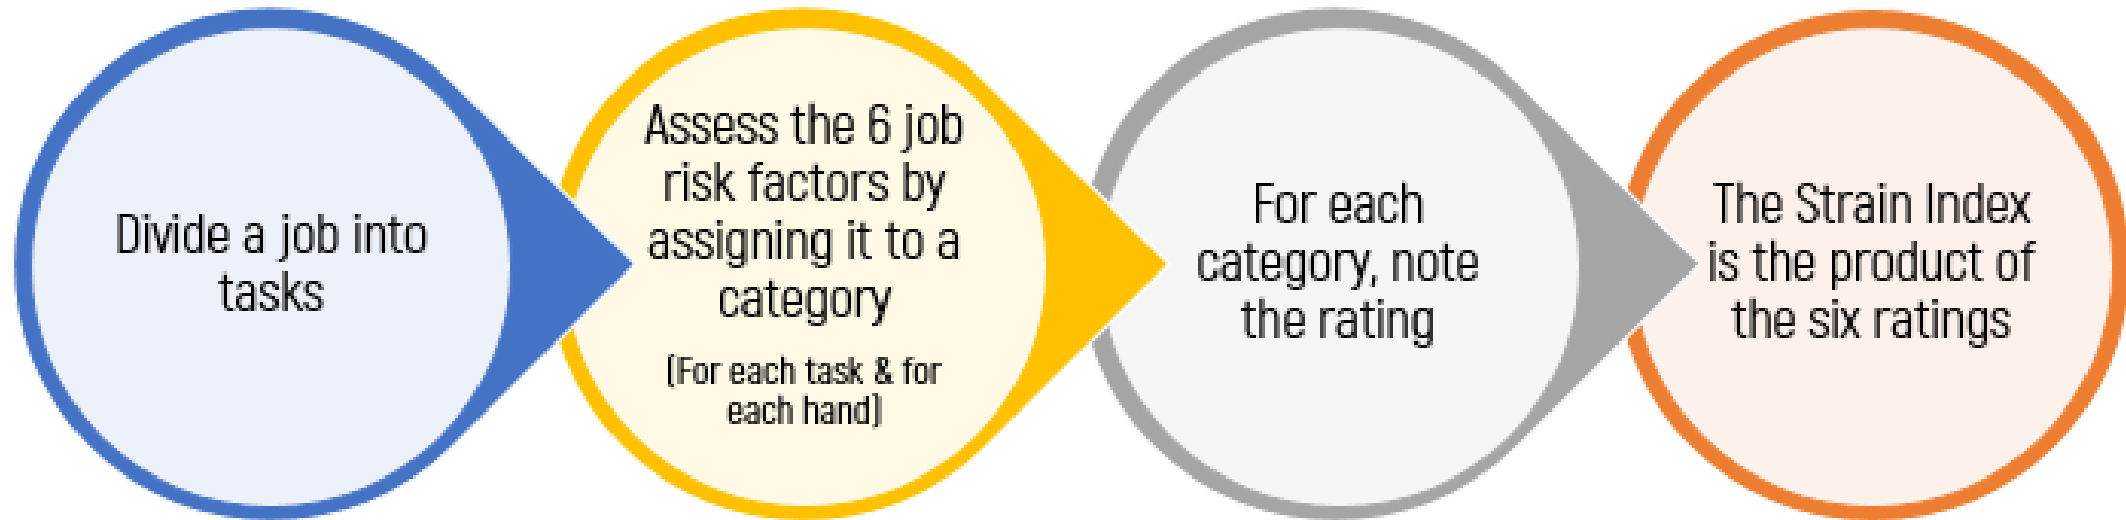 Divide a job into
tasks
Assess the 6 job
risk factors by
assigning it to a
category
(For each task & for
each hand)
For each
category, note
the rating
The Strain Index
is the product of
the six ratings